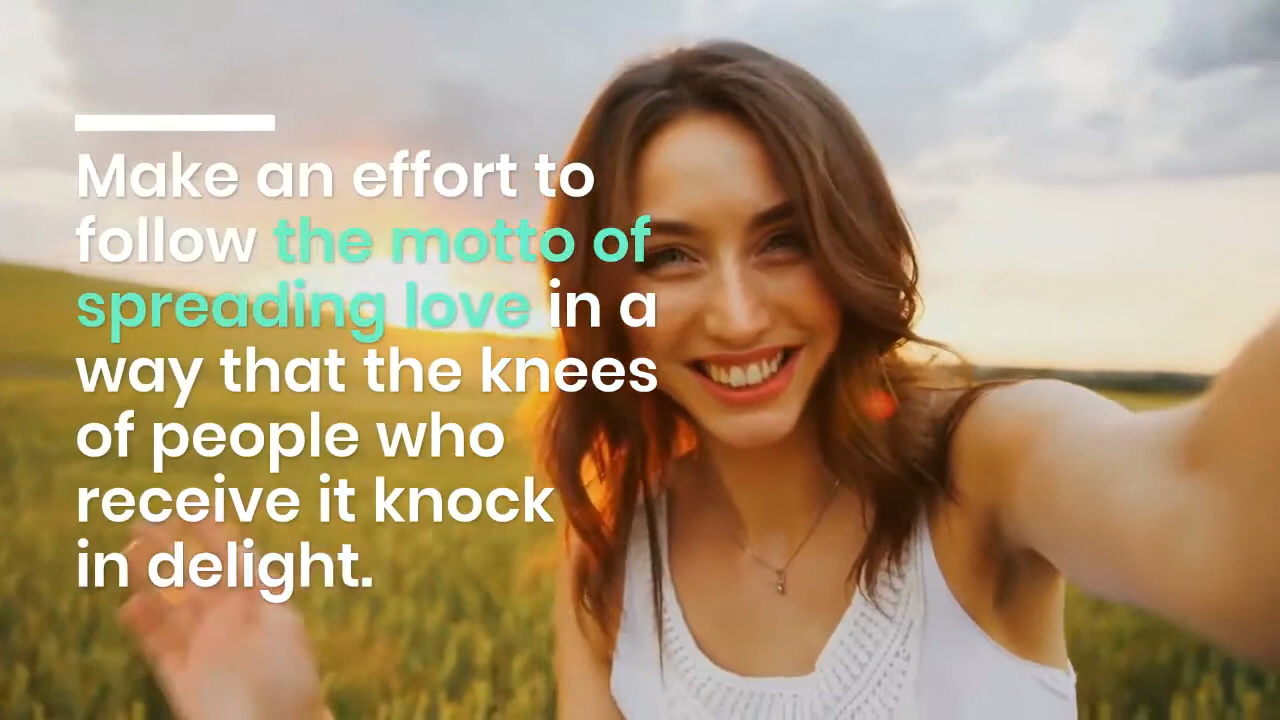 Make an effort to
follow the motto of
spreading love in a
way that the knees
of people who
receive it knock
in delight.